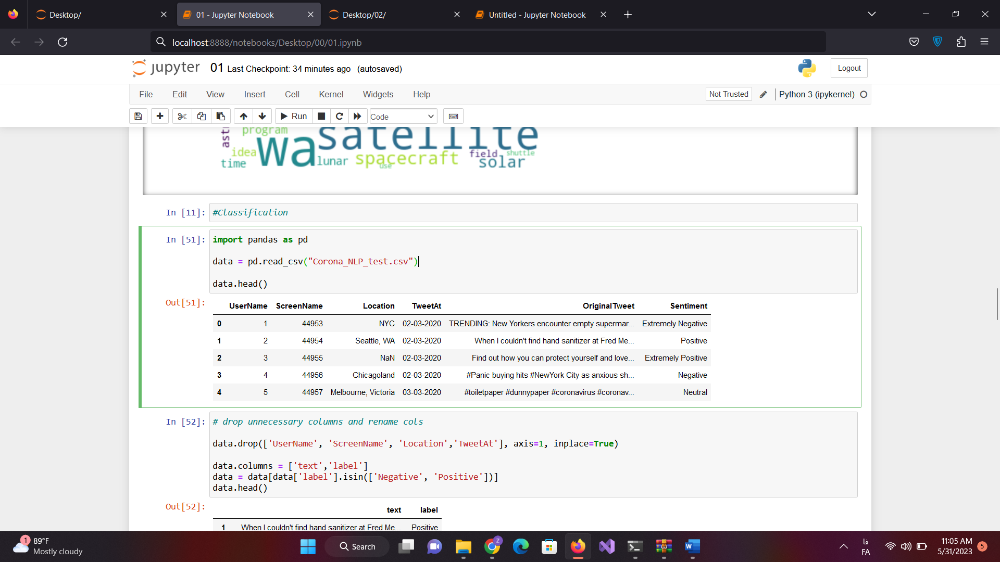 Desktop/
01 - Jupyter Notebook
Desktop/02/
Untitled - Jupyter Notebook
localhost:8888/notebooks/Desktop/00/01.ipynb
jupyter 01 Last Checkpoint: 34 minutes ago (autosaved)
Logout
File Edit View Insert Cell Kernel Widgets Help
Not Trusted
Python 3 (ipykernel)
Run
Code
program
satellite
wa
idea
time
lunar
spacecraft
use
field
shuttle
solar
In [11]: #Classification
In [51]: import pandas as pd
data = pd.read_csv("Corona_NLP_test.csv")
data.head()
Out[51]:
UserName ScreenName Location TweetAt OriginalTweet Sentiment
0 1 44953 NYC 02-03-2020 TRENDING: New Yorkers encounter empty supermar... Extremely Negative
1 2 44954 Seattle, WA 02-03-2020 When I couldn't find hand sanitizer at Fred Me... Positive
2 3 44955 NaN 02-03-2020 Find out how you can protect yourself and love... Extremely Positive
3 4 44956 Chicagoland 02-03-2020 #Panic buying hits #NewYork City as anxious sh... Negative
4 5 44957 Melbourne, Victoria 03-03-2020 #toiletpaper #dunnypaper #coronavirus #coronav... Neutral
In [52]: # drop unnecessary columns and rename cols
data.drop(['UserName', 'ScreenName', 'Location','TweetAt'], axis=1, inplace=True)
data.columns = ['text','label']
data = data[data['label'].isin(['Negative', 'Positive'])]
data.head()
Out[52]:
text label
1 When I couldn't find hand sanitizer at Fred Me... Positive
1
89°F
Mostly cloudy
Search
Z
W
فا
FA
11:05 AM
5/31/2023
5